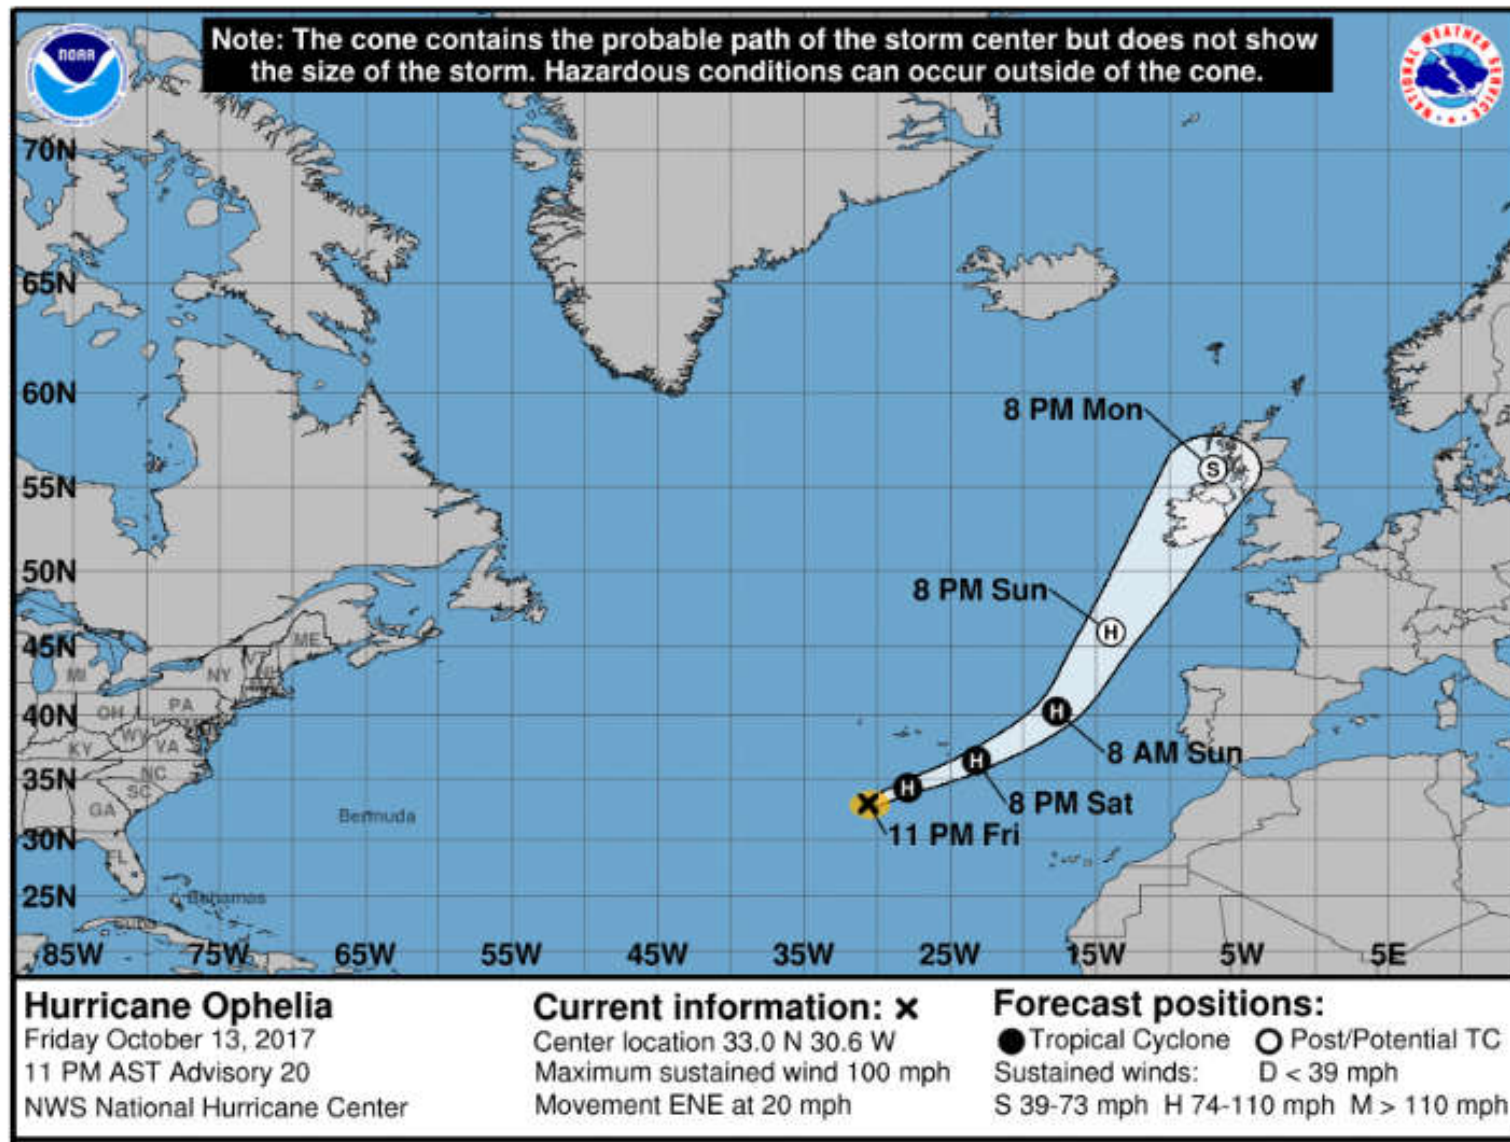 Note: The cone contains the probable path of the storm center but does not show
the size of the storm. Hazardous conditions can occur outside of the cone.
NOAA
NATIONAL WEATHER SERVICE
70N
65N
60N
8 PM Mon
S
55N
50N
8 PM Sun
H
ME
45N
MI
NY
VT
PA
OH
40N
H
WV
KY
VA
8 AM Sun
H
35N
NC
H
SC
8 PM Sat
GA
Bermuda
11 PM Fri
30N
FL
25N
Bahamas
Cuba
85W 75W 65W 55W 45W 35W 25W 15W 5W 5E
Hurricane Ophelia
Friday October 13, 2017
11 PM AST Advisory 20
NWS National Hurricane Center
Current information: ×
Center location 33.0 N 30.6 W
Maximum sustained wind 100 mph
Movement ENE at 20 mph
Forecast positions:
● Tropical Cyclone ○ Post/Potential TC
Sustained winds: D < 39 mph
S 39-73 mph H 74-110 mph M > 110 mph